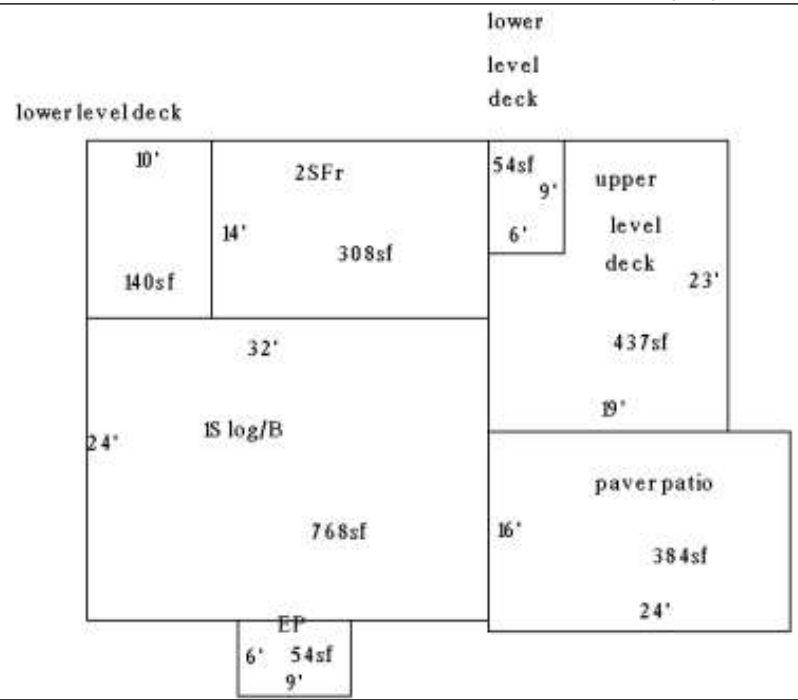 lower
level
deck
lower level deck
10'
140sf
2SFr
14'
308sf
54sf
9'
6'
upper
level
deck
23'
437sf
19'
32'
24'
1S log/B
768sf
paver patio
16'
384sf
24'
EP
6' 54sf
9'